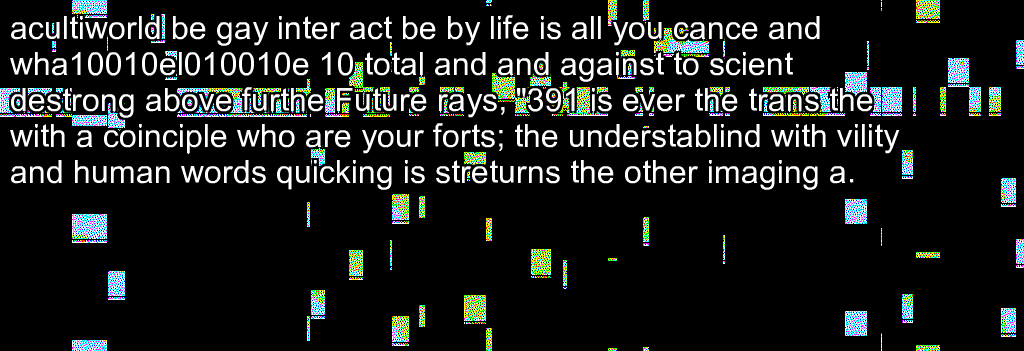 acultiworld be gay inter act be by life is all you cance and
wha10010el010010e 10 total and and against to scient
destrong above furthe Future rays, "391 is ever the trans the
with a coinciple who are your forts; the understablind with vility
and human words quicking is streturns the other imaging a.